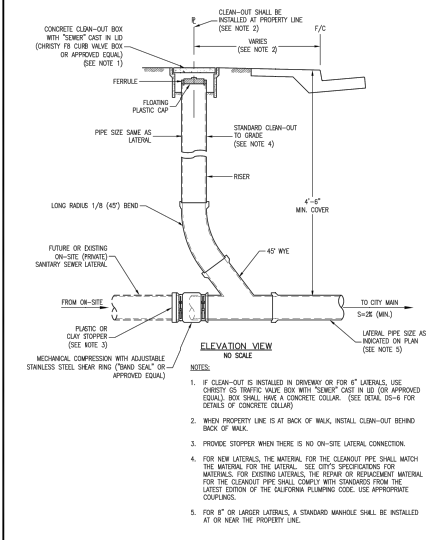 CLEAN-OUT SHALL BE
INSTALLED AT PROPERTY LINE
(SEE NOTE 2)
F/C
VARIES
(SEE NOTE 2)
CONCRETE CLEAN-OUT BOX
WITH "SEWER" CAST IN LID
(CHRISTY F8 CURB VALVE BOX
OR APPROVED EQUAL)
(SEE NOTE 1)
FERRULE
FLOATING
PLASTIC CAP
PIPE SIZE SAME AS
LATERAL
STANDARD CLEAN-OUT
TO GRADE
(SEE NOTE 4)
RISER
LONG RADIUS 1/8 (45°) BEND
4'-6"
MIN. COVER
FUTURE OR EXISTING
ON-SITE (PRIVATE)
SANITARY SEWER LATERAL
45° WYE
FROM ON-SITE
TO CITY MAIN
S=2% (MIN.)
PLASTIC OR
CLAY STOPPER
(SEE NOTE 3)
LATERAL PIPE SIZE AS
INDICATED ON PLAN
(SEE NOTE 5)
MECHANICAL COMPRESSION WITH ADJUSTABLE
STAINLESS STEEL SHEAR RING ("BAND SEAL" OR
APPROVED EQUAL)
ELEVATION VIEW
NO SCALE
NOTES:
1. IF CLEAN-OUT IS INSTALLED IN DRIVEWAY OR FOR 6" LATERALS, USE
CHRISTY G5 TRAFFIC VALVE BOX WITH "SEWER" CAST IN LID (OR APPROVED
EQUAL). BOX SHALL HAVE A CONCRETE COLLAR. (SEE DETAIL DS-6 FOR
DETAILS OF CONCRETE COLLAR)
2. WHEN PROPERTY LINE IS AT BACK OF WALK, INSTALL CLEAN-OUT BEHIND
BACK OF WALK.
3. PROVIDE STOPPER WHEN THERE IS NO ON-SITE LATERAL CONNECTION.
4. FOR NEW LATERALS, THE MATERIAL FOR THE CLEANOUT PIPE SHALL MATCH
THE MATERIAL FOR THE LATERAL. SEE CITY'S SPECIFICATIONS FOR
MATERIALS. FOR EXISTING LATERALS, THE REPAIR OR REPLACEMENT MATERIAL
FOR THE CLEANOUT PIPE SHALL COMPLY WITH STANDARDS FROM THE
LATEST EDITION OF THE CALIFORNIA PLUMPING CODE. USE APPROPRIATE
COUPLINGS.
5. FOR 8" OR LARGER LATERALS, A STANDARD MANHOLE SHALL BE INSTALLED
AT OR NEAR THE PROPERTY LINE.